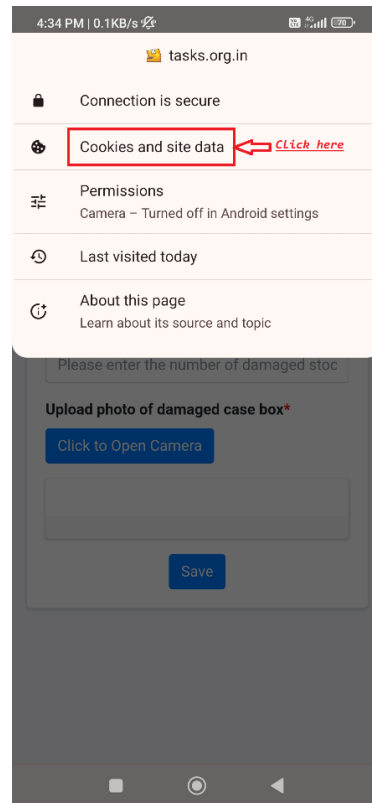 4:34 PM | 0.1KB/s
4G 70
tasks.org.in
Connection is secure
Cookies and site data Click here
Permissions
Camera – Turned off in Android settings
Last visited today
About this page
Learn about its source and topic
Please enter the number of damaged stoc
Upload photo of damaged case box*
Click to Open Camera
Save